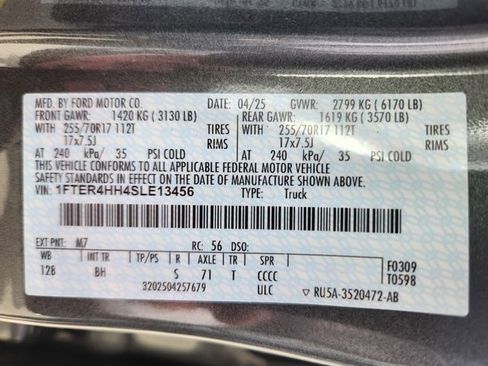 MFD. BY FORD MOTOR CO. DATE: 04/25 GVWR: 2799 KG ( 6170 LB)
FRONT GAWR: 1420 KG ( 3130 LB) REAR GAWR: 1619 KG ( 3570 LB)
WITH 255/70R17 112T TIRES WITH 255/70R17 112T TIRES
17x7.5J RIMS 17x7.5J RIMS
AT 240 kPa/ 35 PSI COLD AT 240 kPa/ 35 PSI COLD
THIS VEHICLE CONFORMS TO ALL APPLICABLE FEDERAL MOTOR VEHICLE
SAFETY STANDARDS IN EFFECT ON THE DATE OF MANUFACTURE SHOWN ABOVE.
VIN: 1FTER4HH4SLE13456 TYPE: Truck
EXT PNT: M7 RC: 56 DSO:
WB INT TR TP/PS R AXLE TR SPR
128 BH S 71 T CCCC
F0309
T0598
3202504257679 ULC ▽ RU5A-3520472-AB